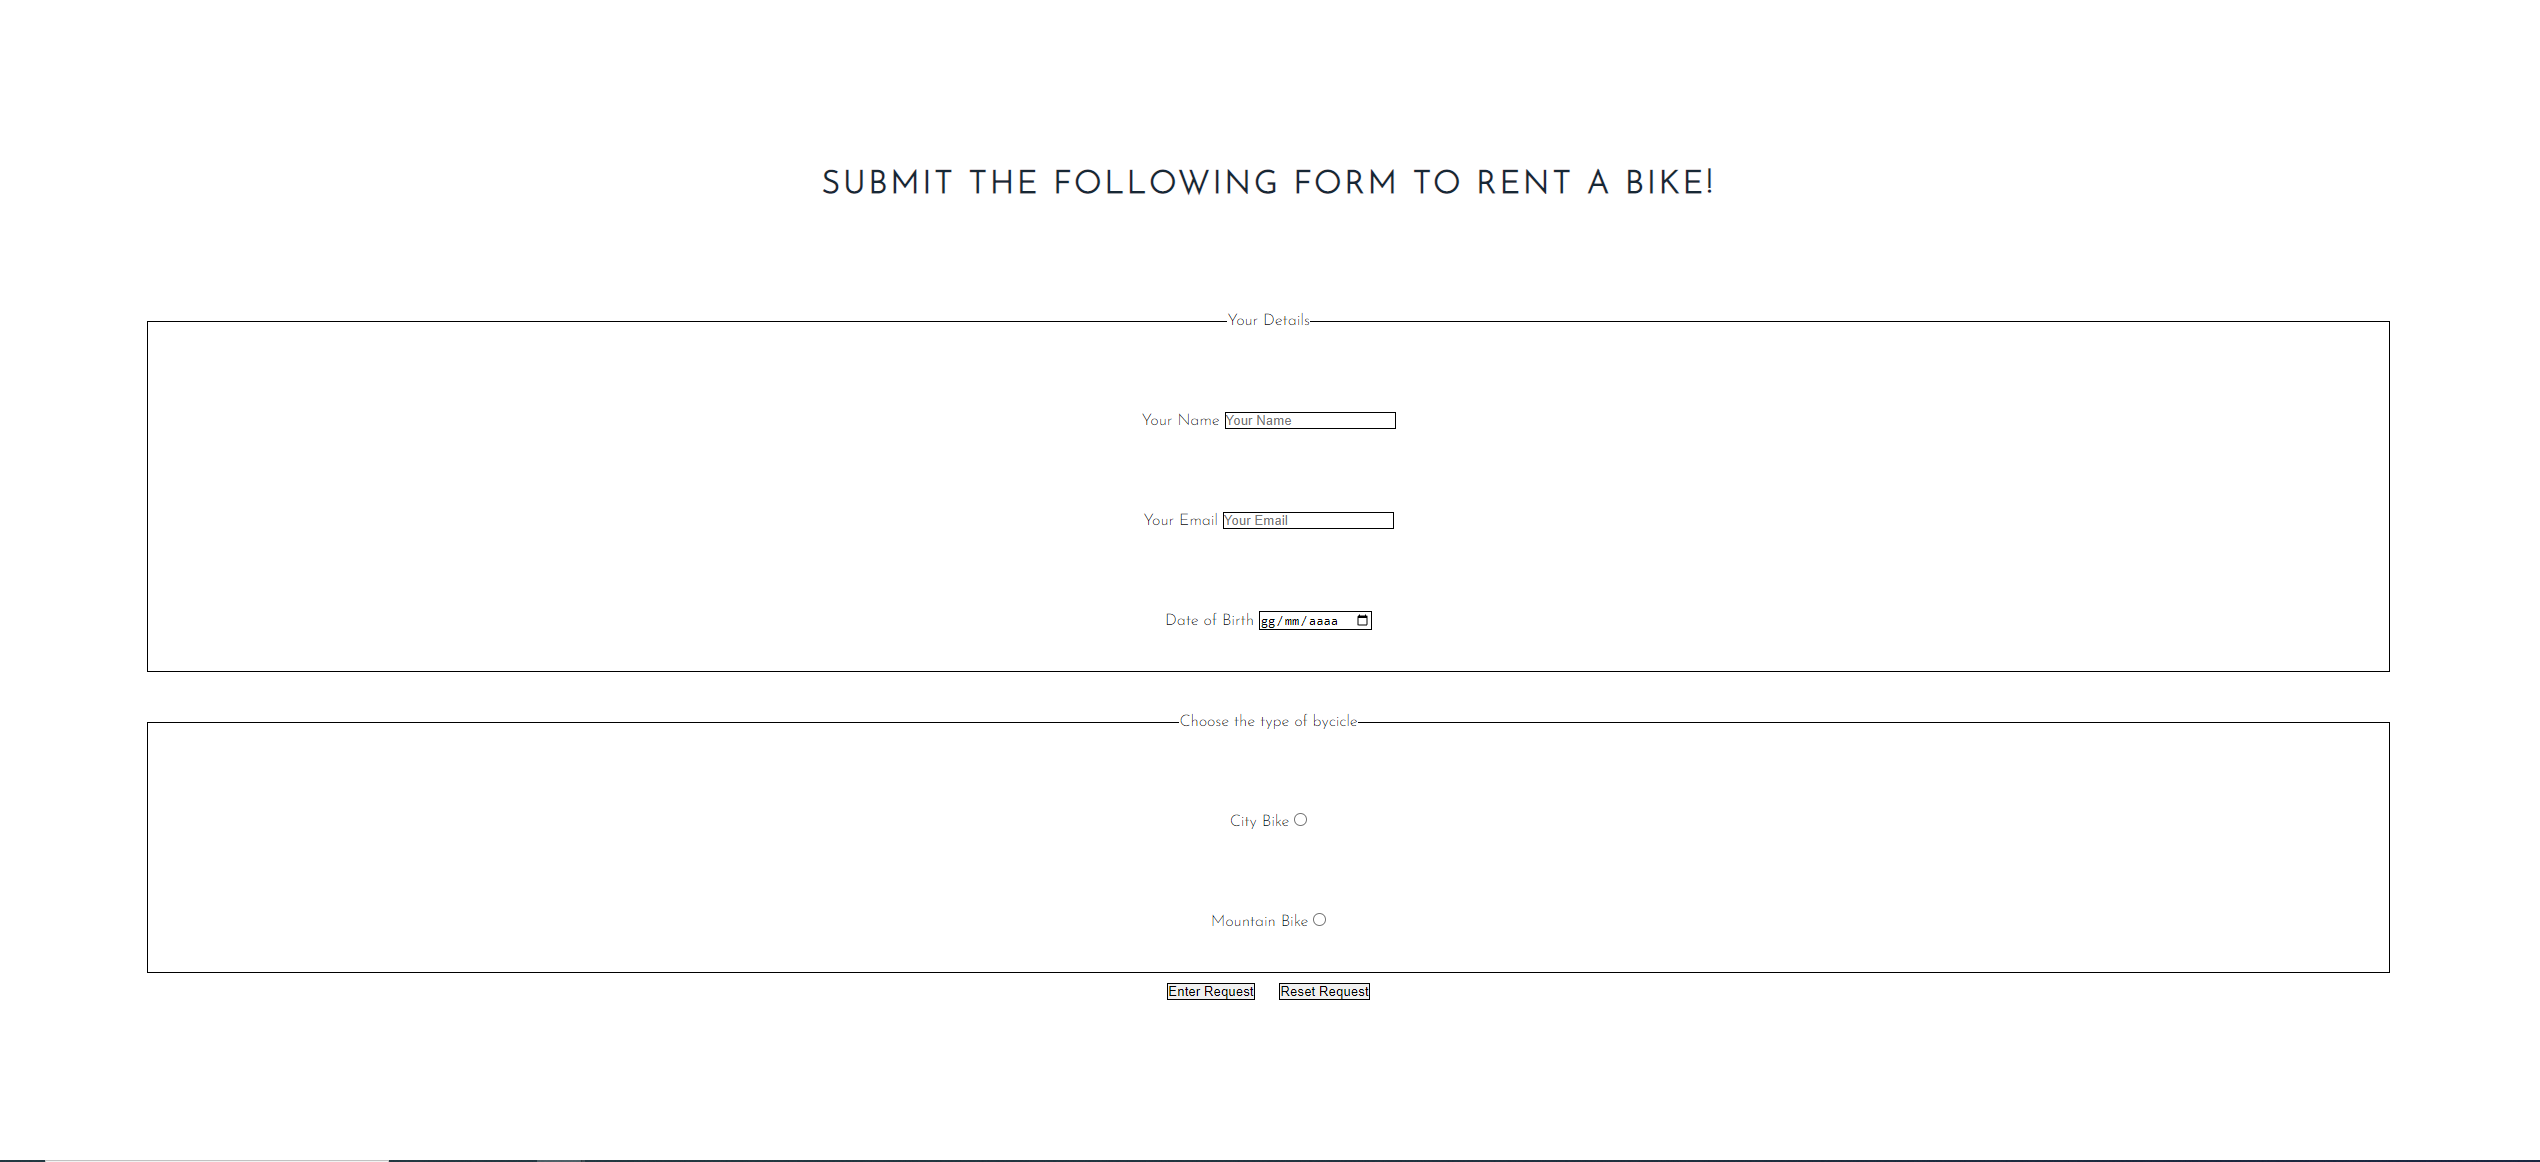 SUBMIT THE FOLLOWING FORM TO RENT A BIKE!
Your Details
Your Name Your Name
Your Email Your Email
Date of Birth gg/mm/aaaa
Choose the type of bycicle
City Bike
Mountain Bike
Enter Request Reset Request